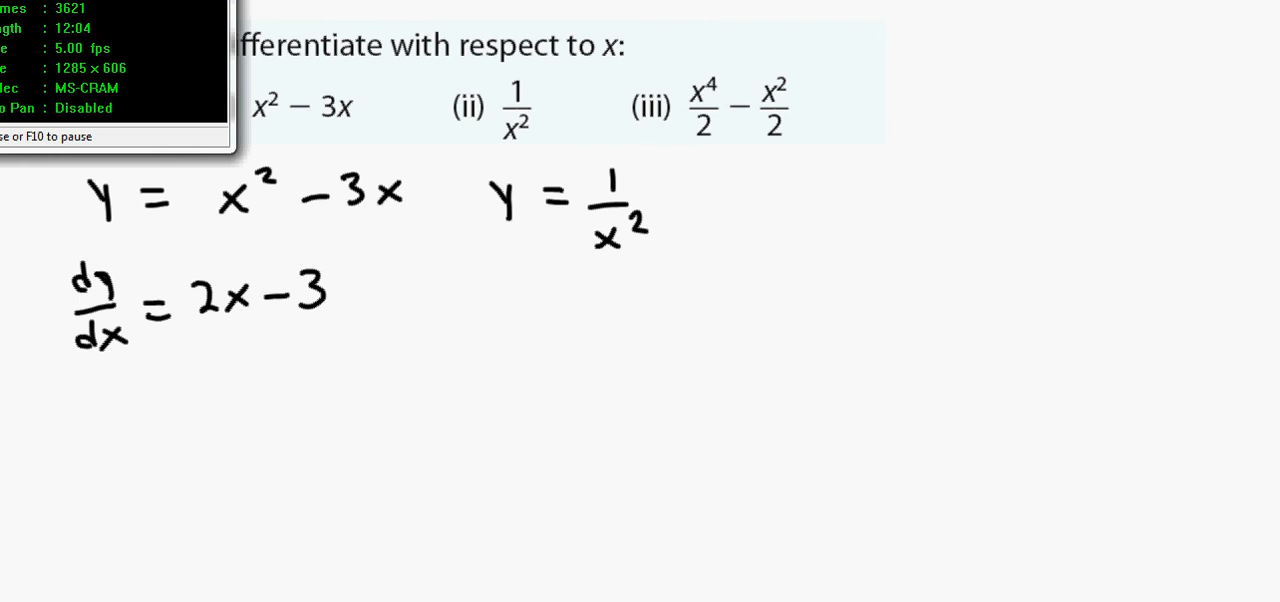 mes : 3621
gth : 12:04
e : 5.00 fps
e : 1285 × 606
lec : MS-CRAM
o Pan : Disabled
se or F10 to pause
fferentiate with respect to x:
x² − 3x (ii) 1/x² (iii) x⁴/2 − x²/2
y = x² − 3x y = 1/x²
dy/dx = 2x − 3